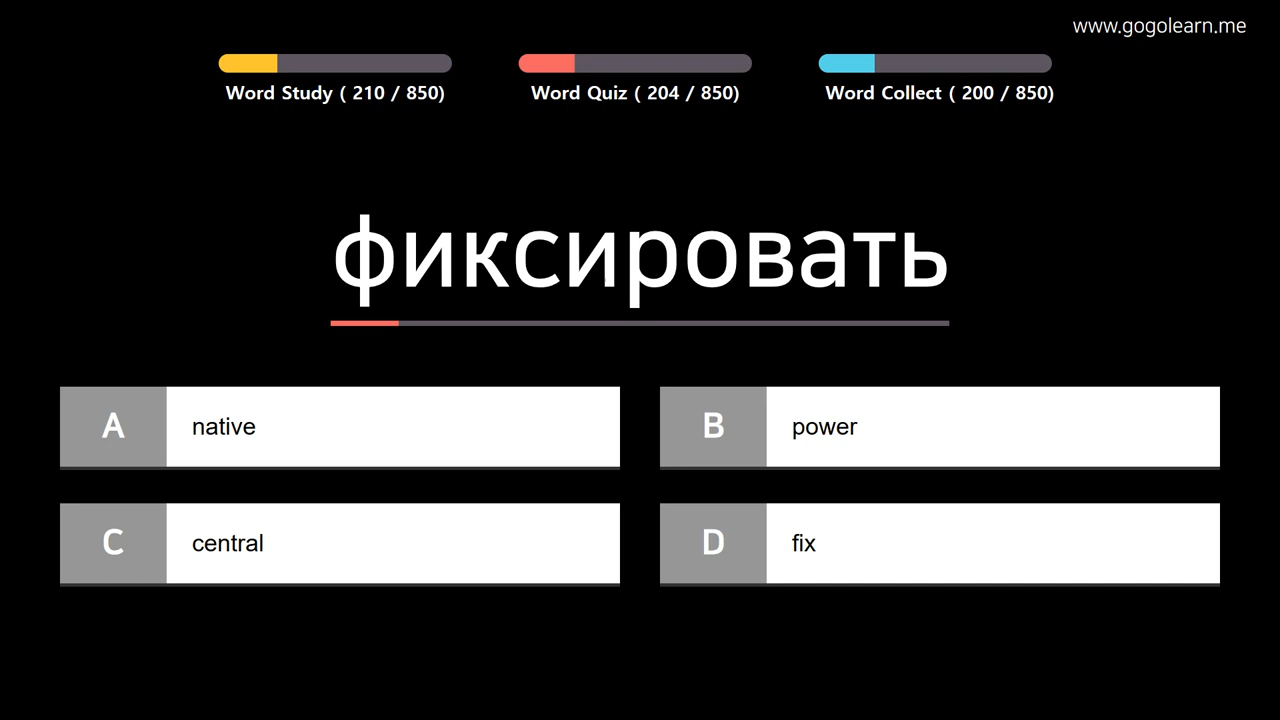 www.gogolearn.me
Word Study ( 210 / 850)
Word Quiz ( 204 / 850)
Word Collect ( 200 / 850)
фиксировать
A native
B power
C central
D fix